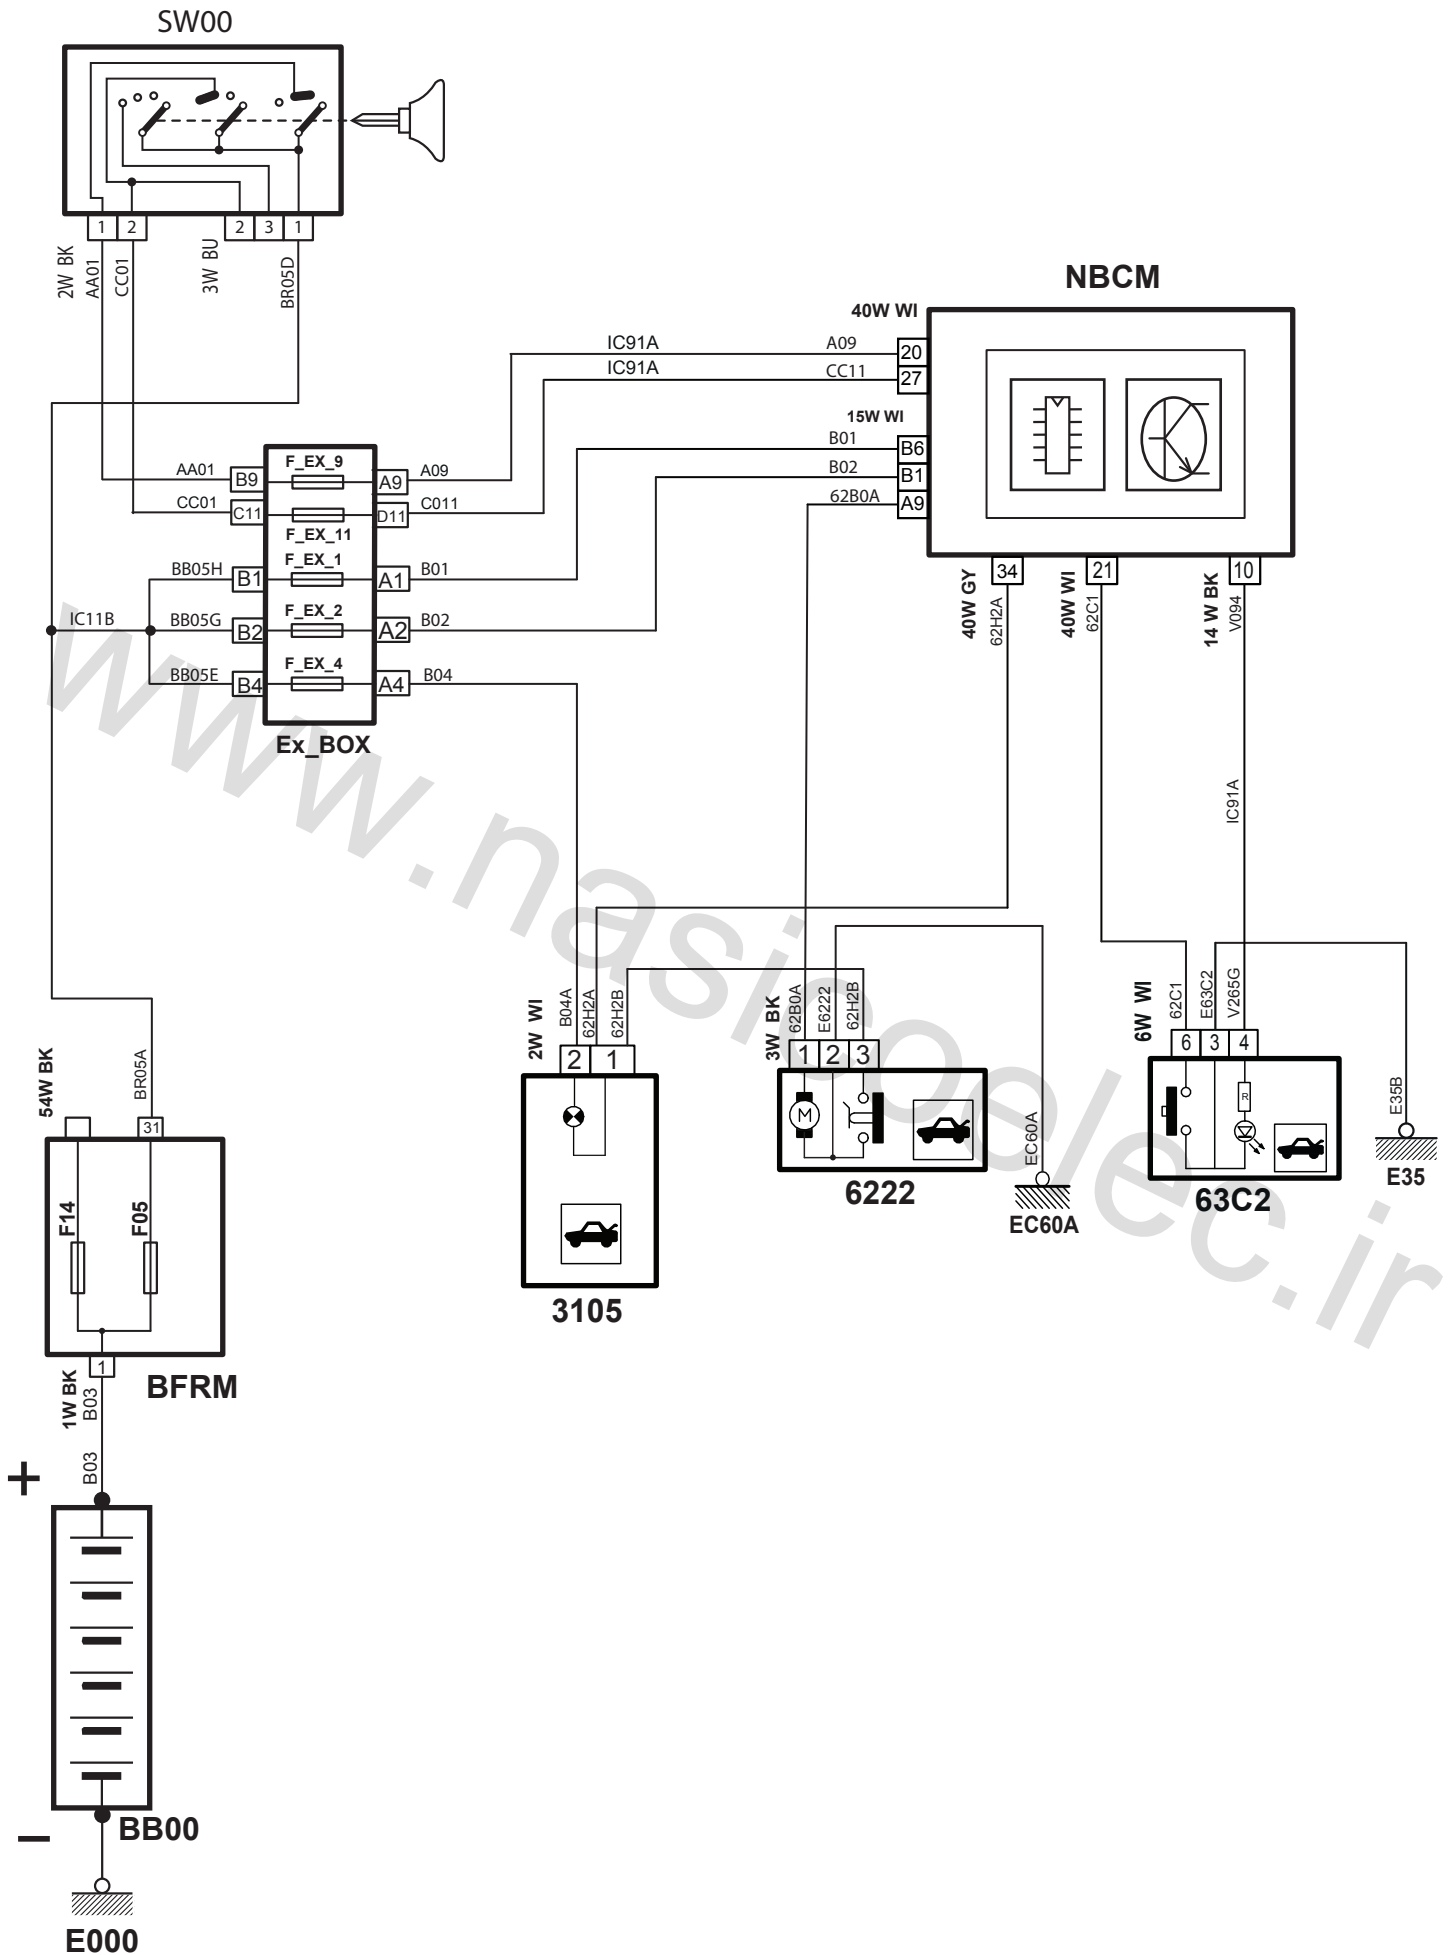 SW00
1 2 2 3 1
2W BK
AA01
CC01
3W BU
BR05D
NBCM
40W WI
IC91A A09 20
IC91A CC11 27
15W WI
B01 B6
B02 B1
62B0A A9
F_EX_9
AA01 B9 A9 A09
CC01 C11 D11 C011
F_EX_11
F_EX_1
BB05H B1 A1 B01
F_EX_2
IC11B BB05G B2 A2 B02
F_EX_4
BB05E B4 A4 B04
Ex_BOX
34 21 10
40W GY
62H2A
40W WI
62C1
14 W BK
V094
IC91A
www.nasicoelec.ir
2W WI
B04A
62H2A
62H2B
2 1
3105
3W BK
62B0A
E6222
62H2B
1 2 3
M
6222
EC60A
EC60A
6W WI
62C1
E63C2
V265G
6 3 4
R
63C2
E35B
E35
54W BK
BR05A
31
F14
F05
1
BFRM
1W BK
B03
B03
+
BB00
−
E000